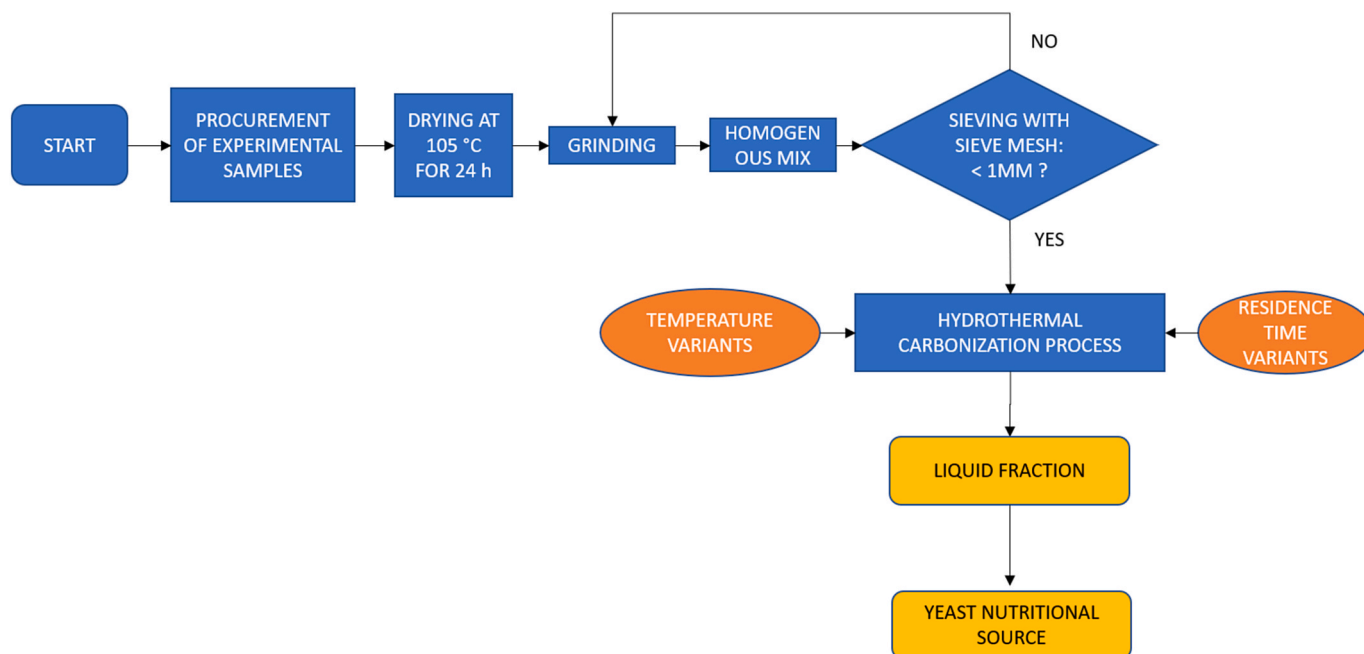 NO
START
PROCUREMENT
OF EXPERIMENTAL
SAMPLES
DRYING AT
105 °C
FOR 24 h
GRINDING
HOMOGEN
OUS MIX
SIEVING WITH
SIEVE MESH:
< 1MM ?
YES
TEMPERATURE
VARIANTS
HYDROTHERMAL
CARBONIZATION PROCESS
RESIDENCE
TIME
VARIANTS
LIQUID FRACTION
YEAST NUTRITIONAL
SOURCE